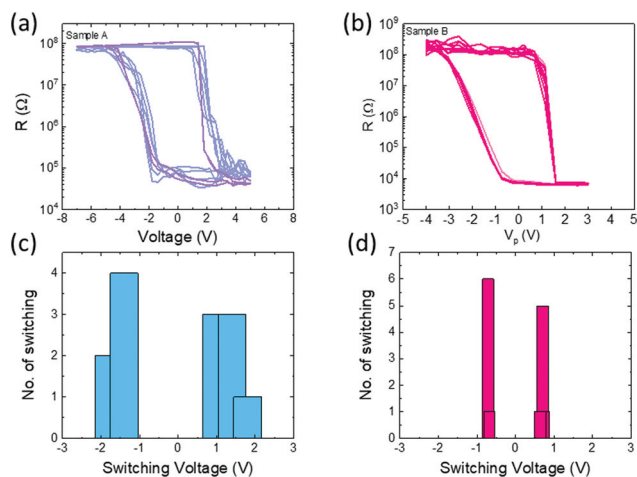 (a)
Sample A
10⁸
10⁷
10⁶
10⁵
10⁴
R (Ω)
-8 -6 -4 -2 0 2 4 6 8
Voltage (V)
(b)
Sample B
10⁹
10⁸
10⁷
10⁶
10⁵
10⁴
10³
R (Ω)
-5 -4 -3 -2 -1 0 1 2 3 4 5
Vₚ (V)
(c)
4
3
2
1
0
No. of switching
-3 -2 -1 0 1 2 3
Switching Voltage (V)
(d)
7
6
5
4
3
2
1
0
No. of switching
-3 -2 -1 0 1 2 3
Switching Voltage (V)